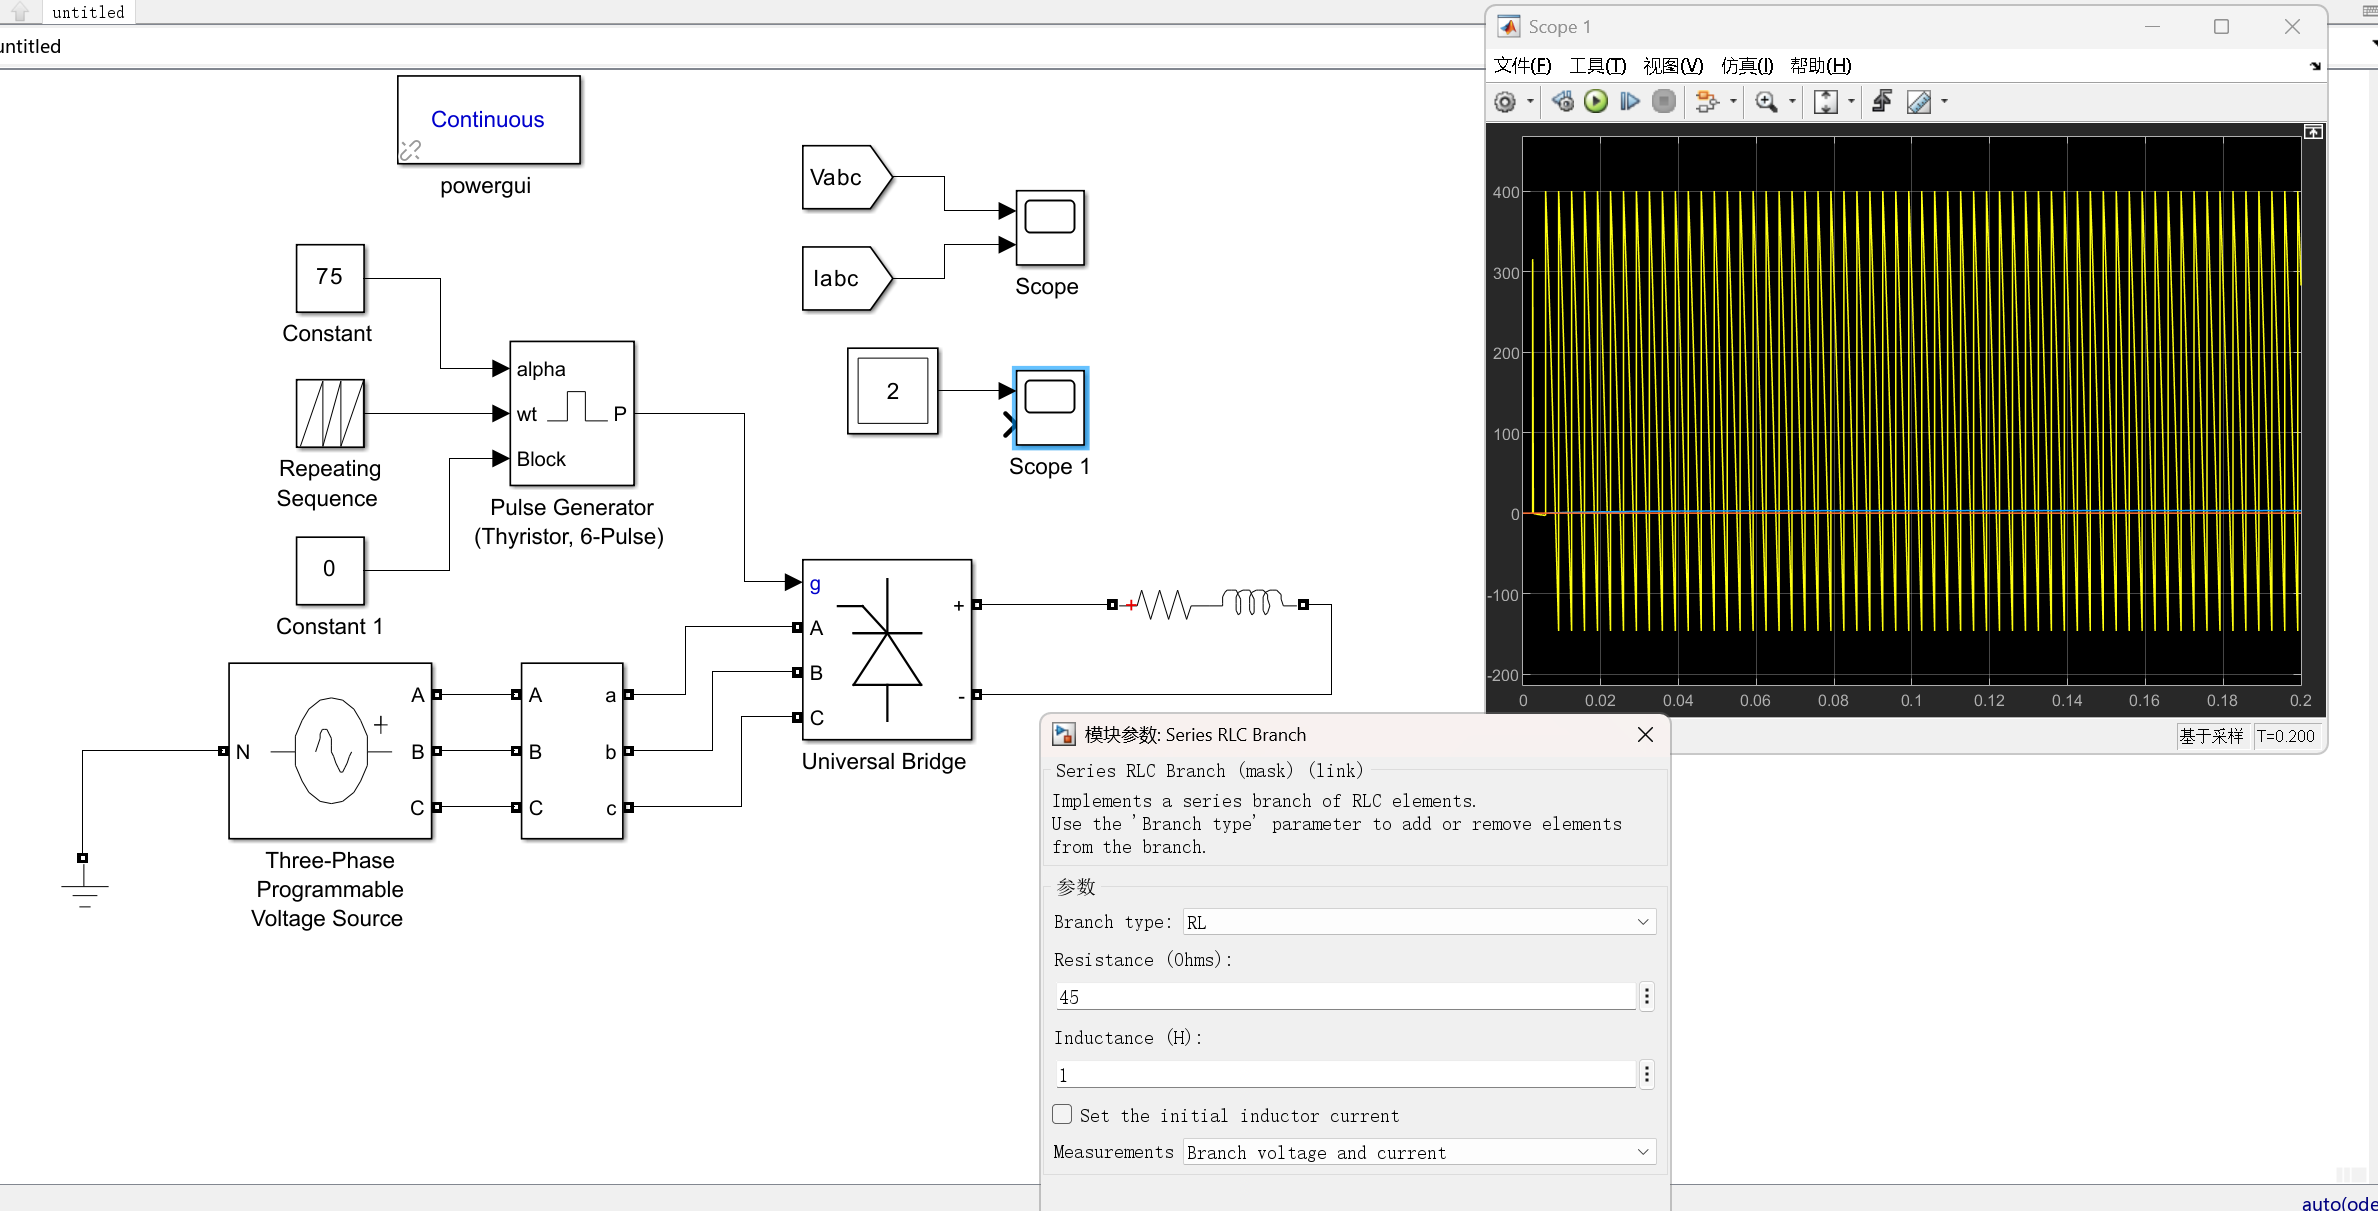 untitled
untitled
Continuous
powergui
75
Constant
Repeating
Sequence
0
Constant 1
alpha
wt
P
Block
Pulse Generator
(Thyristor, 6-Pulse)
Vabc
Iabc
Scope
2
Scope 1
g
A
B
C
+
-
Universal Bridge
+
N
+
A
B
C
Three-Phase
Programmable
Voltage Source
A
B
C
a
b
c
Scope 1
文件(F) 工具(T) 视图(V) 仿真(I) 帮助(H)
400
300
200
100
0
-100
-200
0 0.02 0.04 0.06 0.08 0.1 0.12 0.14 0.16 0.18 0.2
基于采样 T=0.200
模块参数: Series RLC Branch
Series RLC Branch (mask) (link)
Implements a series branch of RLC elements.
Use the 'Branch type' parameter to add or remove elements
from the branch.
参数
Branch type: RL
Resistance (Ohms):
45
Inductance (H):
1
Set the initial inductor current
Measurements Branch voltage and current
auto(ode